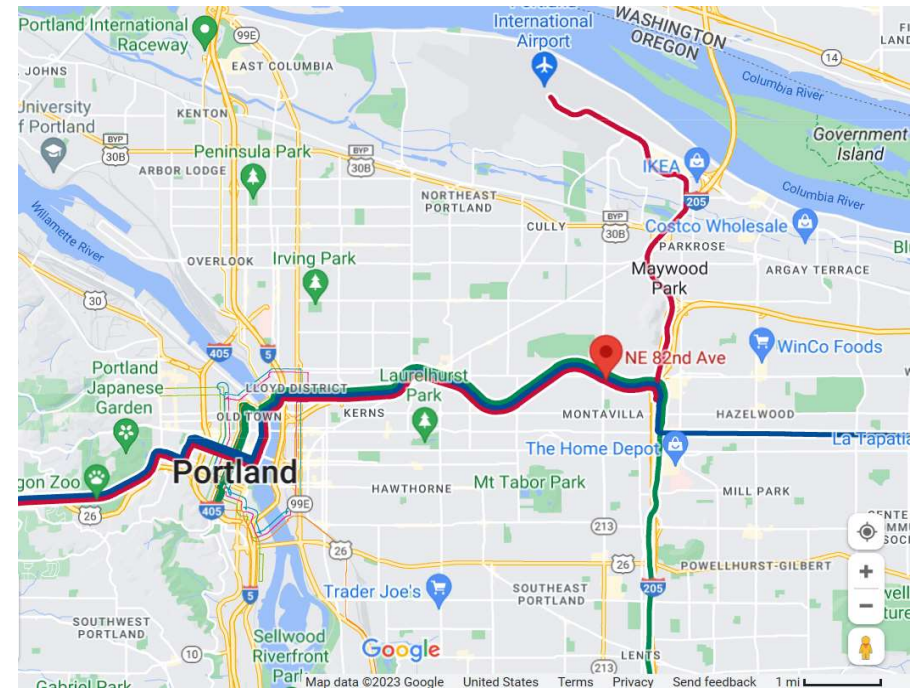 Portland International
Raceway
99E
EAST COLUMBIA
International
Airport
WASHINGTON
OREGON
14
JOHNS
Columbia River
KENTON
University
f Portland
BYP
30B
ARBOR LODGE
Peninsula Park
BYP
30B
Government
Island
IKEA
205
Columbia River
NORTHEAST
PORTLAND
CULLY
BYP
30B
Costco Wholesale
PARKROSE
Willamette River
OVERLOOK
Irving Park
Maywood
Park
ARGAY TERRACE
30
405
5
NE 82nd Ave
WinCo Foods
Portland
Japanese
Garden
LLOYD DISTRICT
Laurelhurst
Park
OLD TOWN
KERNS
MONTAVILLA
HAZELWOOD
The Home Depot
La Tapatia
gon Zoo
Portland
26
405
99E
HAWTHORNE
Mt Tabor Park
MILL PARK
213
26
26
POWELLHURST-GILBERT
Trader Joe's
SOUTHEAST
PORTLAND
205
5
SOUTHWEST
PORTLAND
10
Sellwood
Riverfront
Park
Google
LENTS
213
Gabriel Park
Map data ©2023 Google
United States
Terms
Privacy
Send feedback
1 mi